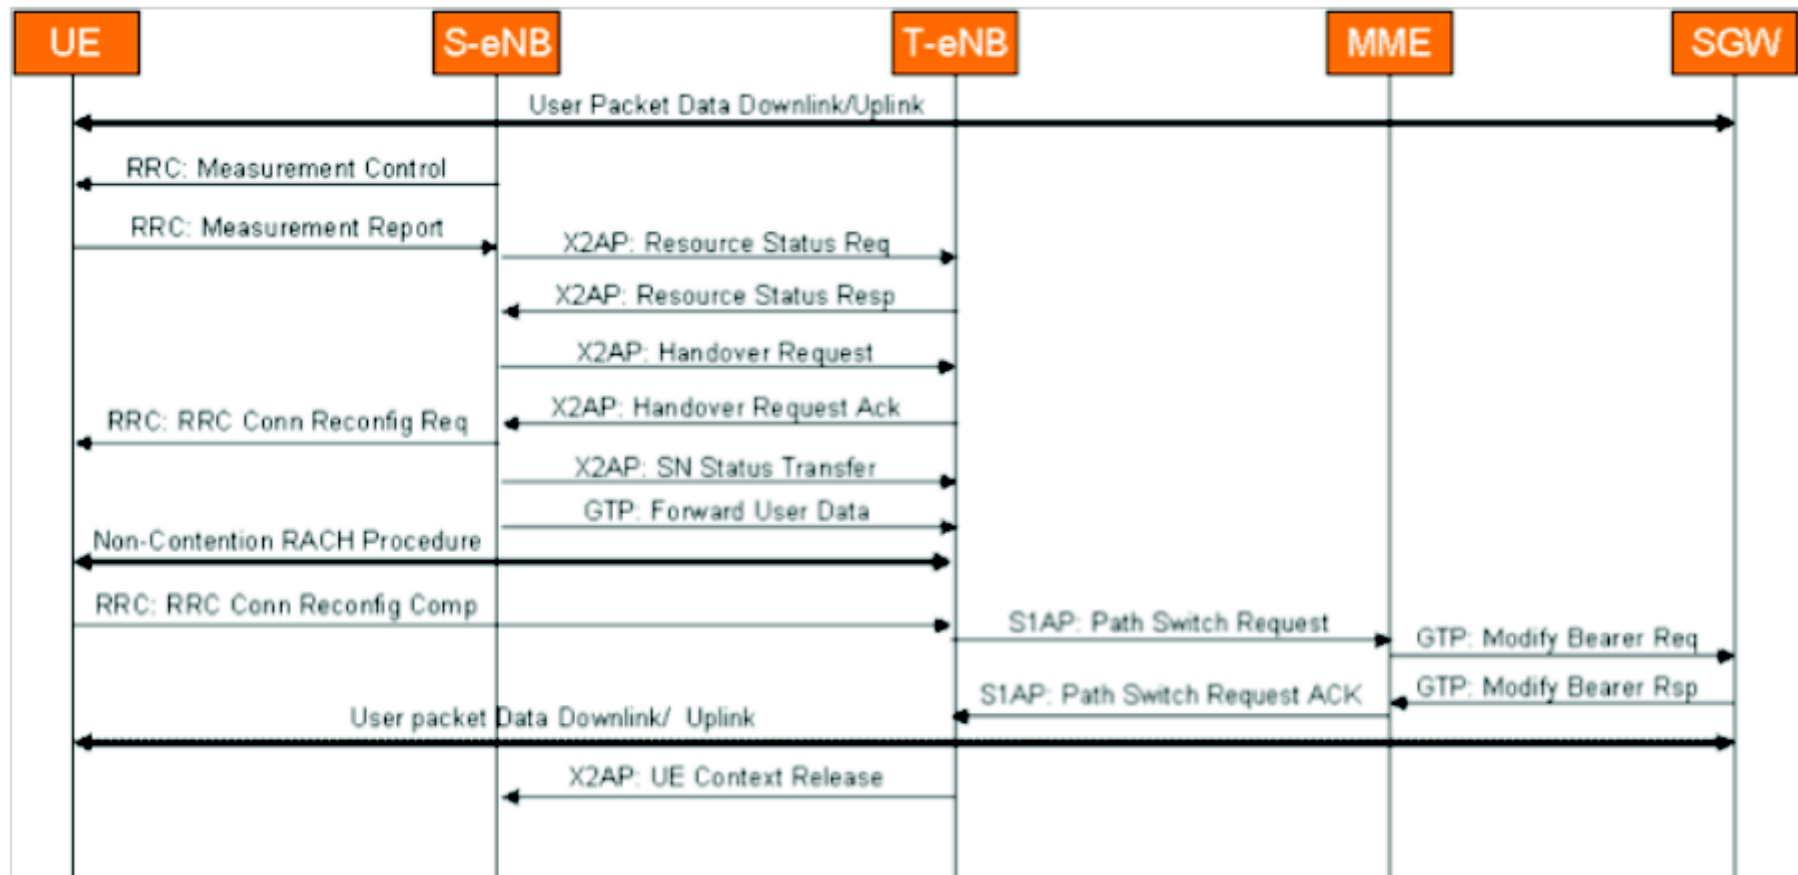 UE
S-eNB
T-eNB
MME
SGW
User Packet Data Downlink/Uplink
RRC: Measurement Control
RRC: Measurement Report
X2AP: Resource Status Req
X2AP: Resource Status Resp
X2AP: Handover Request
X2AP: Handover Request Ack
RRC: RRC Conn Reconfig Req
X2AP: SN Status Transfer
GTP: Forward User Data
Non-Contention RACH Procedure
RRC: RRC Conn Reconfig Comp
S1AP: Path Switch Request
GTP: Modify Bearer Req
GTP: Modify Bearer Rsp
S1AP: Path Switch Request ACK
User packet Data Downlink/ Uplink
X2AP: UE Context Release